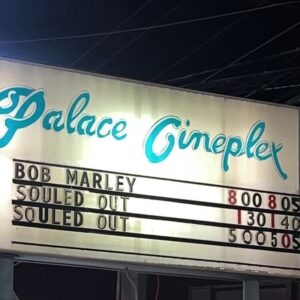 Palace Cineplex
BOB MARLEY 800 805
SOULED OUT 130 140
SOULED OUT 500 505